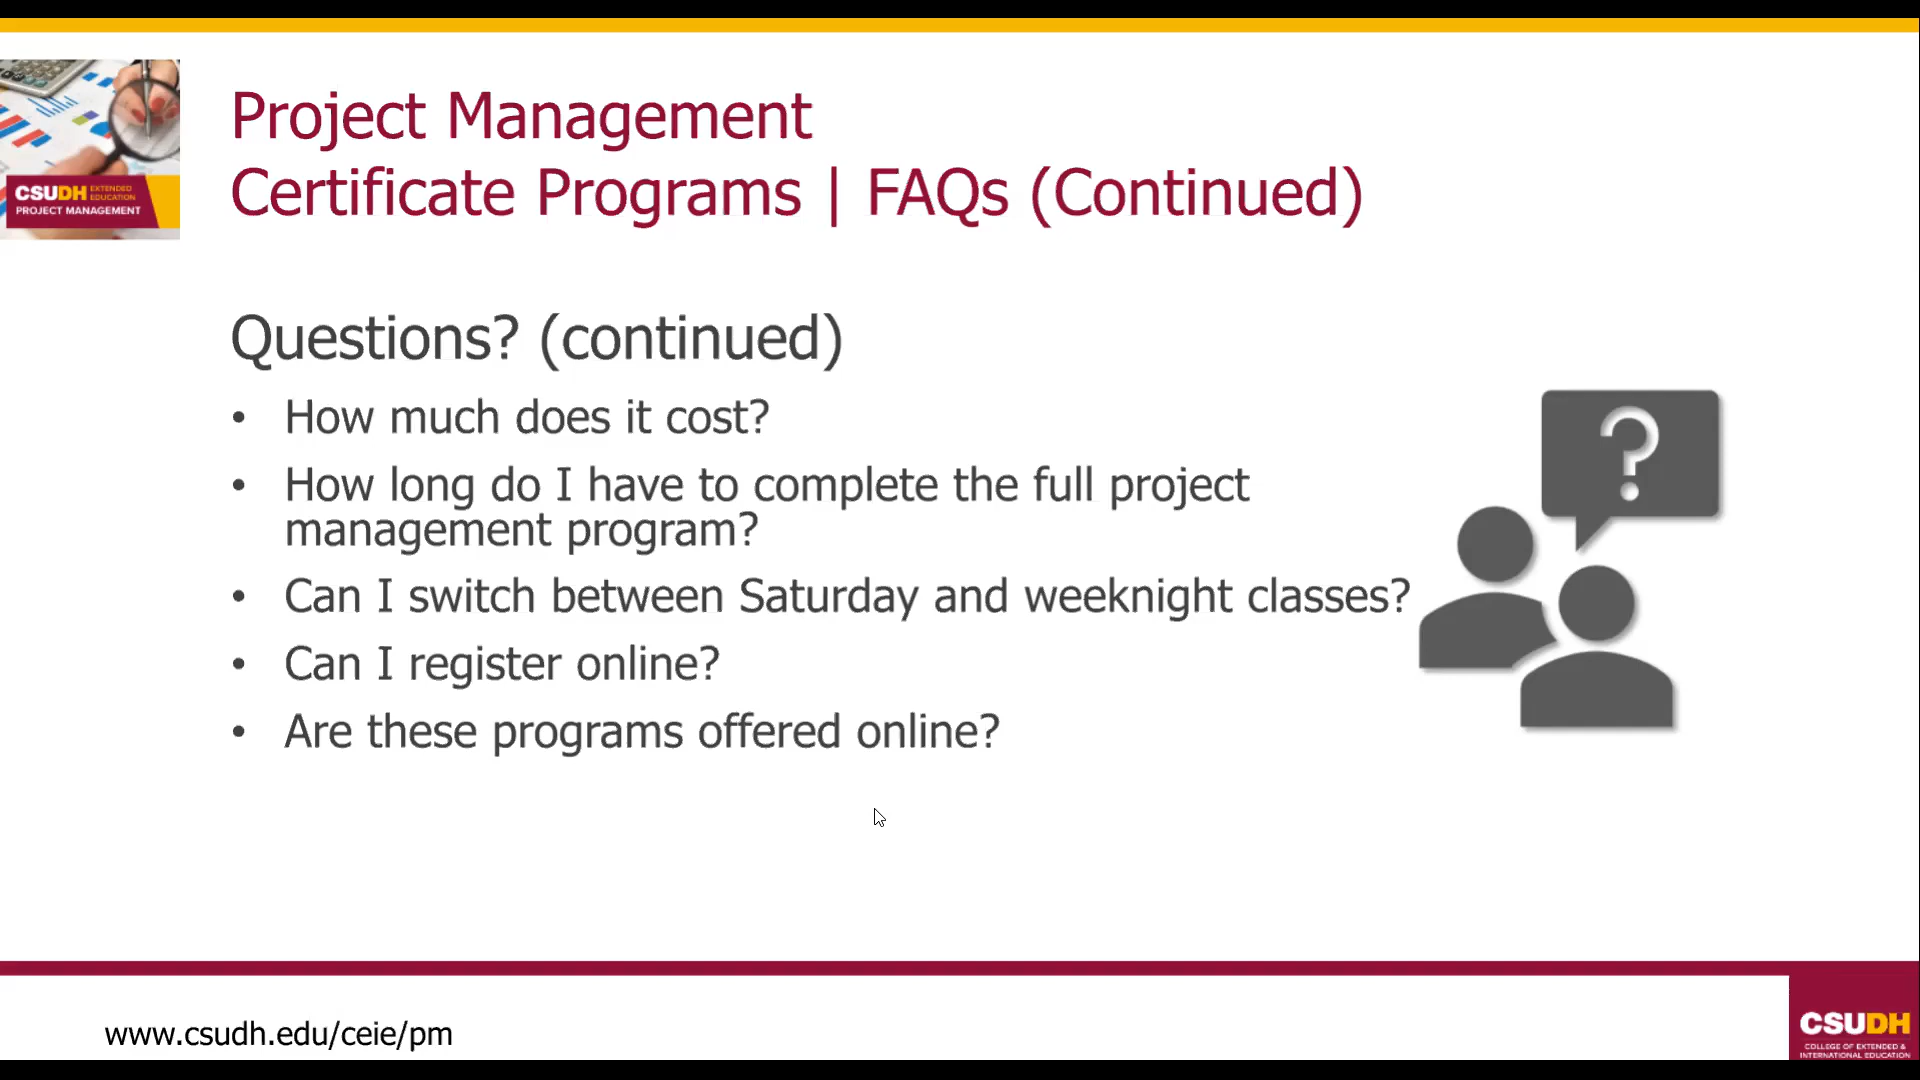 Project Management
Certificate Programs | FAQs (Continued)
CSUDH EXTENDED EDUCATION
PROJECT MANAGEMENT
Questions? (continued)
• How much does it cost?
• How long do I have to complete the full project
management program?
• Can I switch between Saturday and weeknight classes?
• Can I register online?
• Are these programs offered online?
?
www.csudh.edu/ceie/pm
CSUDH
COLLEGE OF EXTENDED &
INTERNATIONAL EDUCATION